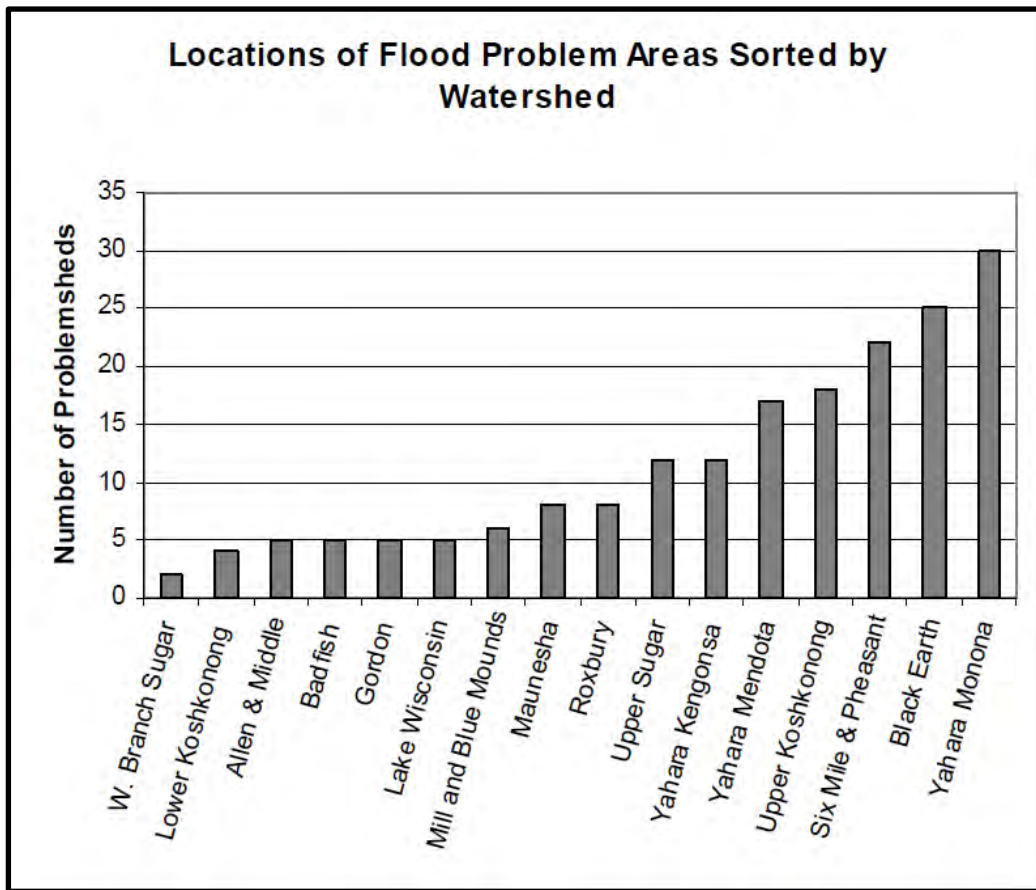 Locations of Flood Problem Areas Sorted by
Watershed
Number of Problemsheds
35
30
25
20
15
10
5
0
W. Branch Sugar
Lower Koshkonong
Allen & Middle
Badfish
Gordon
Lake Wisconsin
Mill and Blue Mounds
Maunesha
Roxbury
Upper Sugar
Yahara Kengonsa
Yahara Mendota
Upper Koshkonong
Six Mile & Pheasant
Black Earth
Yahara Monona